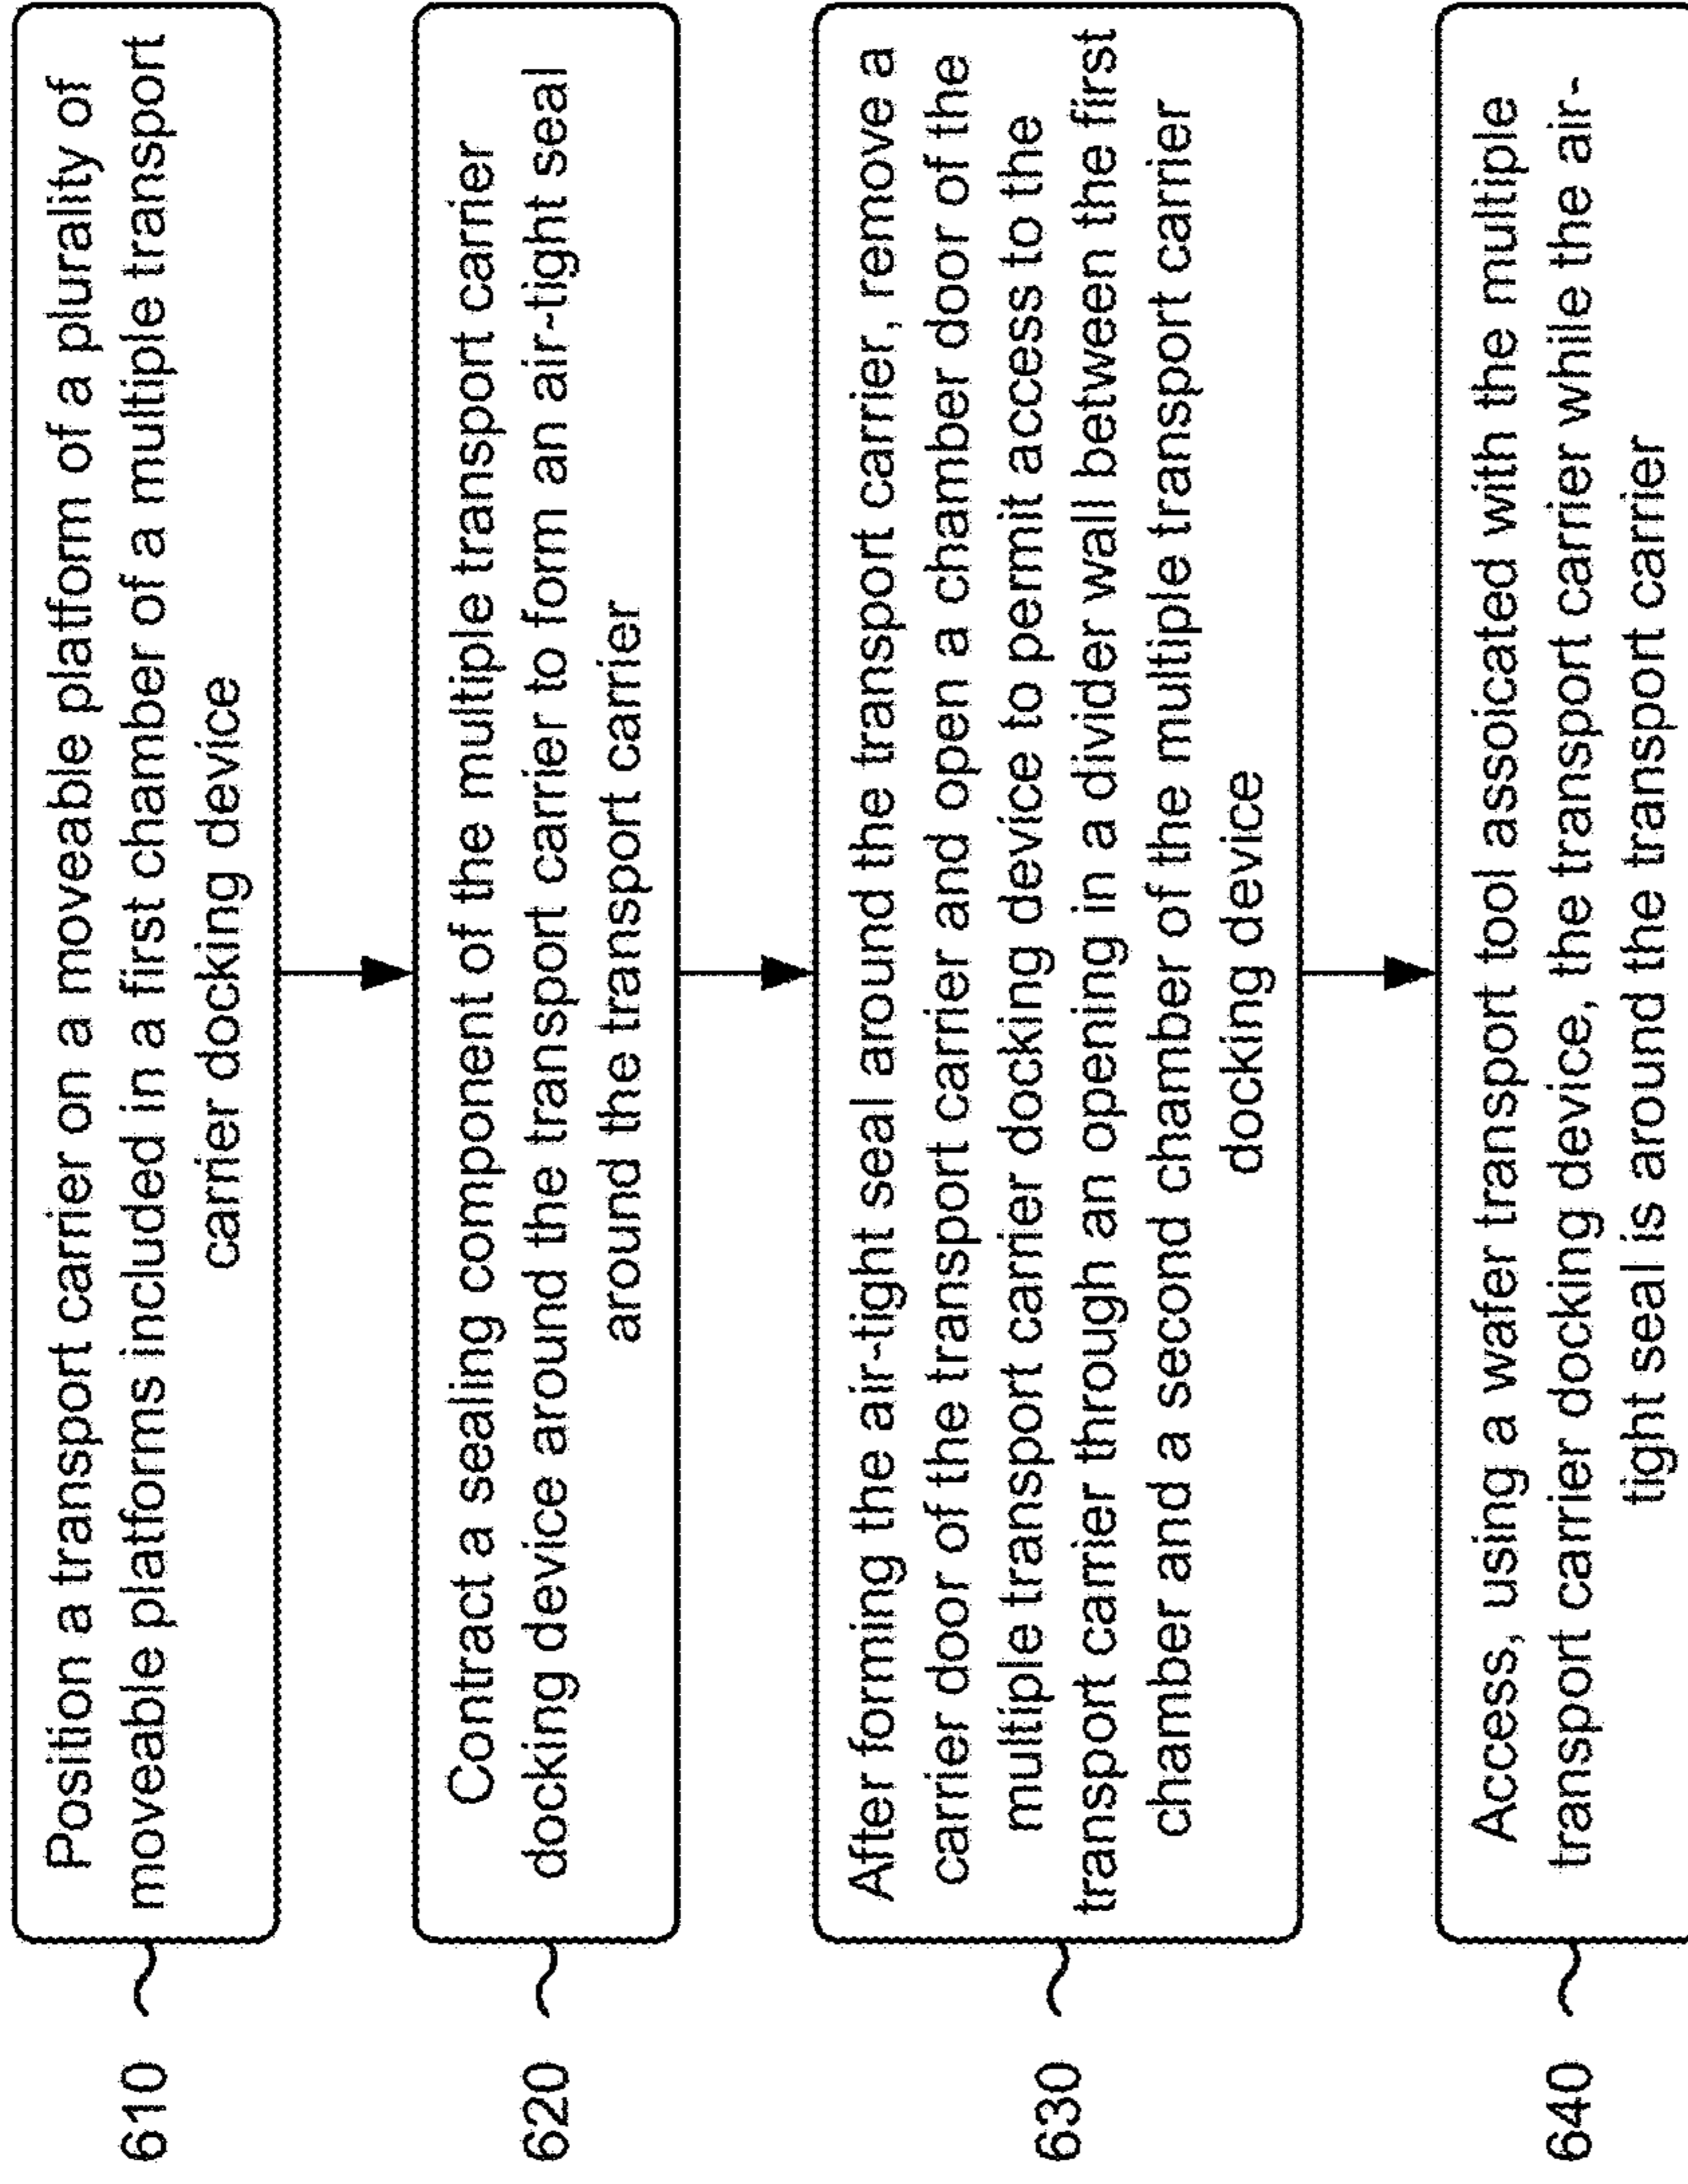 610
Position a transport carrier on a moveable platform of a plurality of
moveable platforms included in a first chamber of a multiple transport
carrier docking device
620
Contract a sealing component of the multiple transport carrier
docking device around the transport carrier to form an air-tight seal
around the transport carrier
630
After forming the air-tight seal around the transport carrier, remove a
carrier door of the transport carrier and open a chamber door of the
multiple transport carrier docking device to permit access to the
transport carrier through an opening in a divider wall between the first
chamber and a second chamber of the multiple transport carrier
docking device
640
Access, using a wafer transport tool assoicated with the multiple
transport carrier docking device, the transport carrier while the air-
tight seal is around the transport carrier